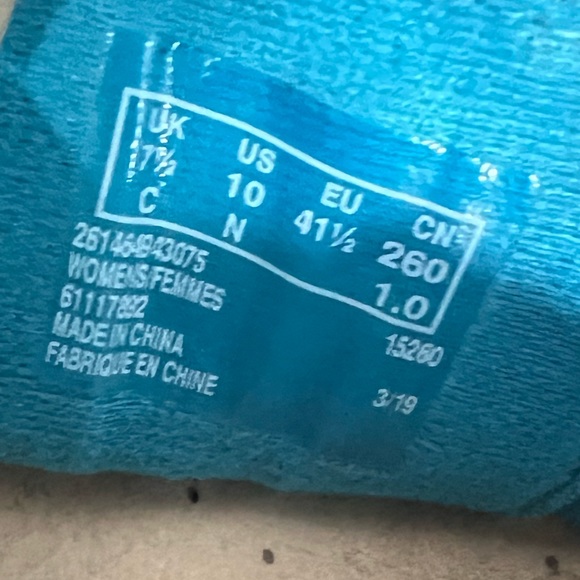 UK US EU CN
7½ 10 41½ 260
C N 1.0
261464943075
WOMENS/FEMMES
61117892 15260
MADE IN CHINA
FABRIQUE EN CHINE 3/19